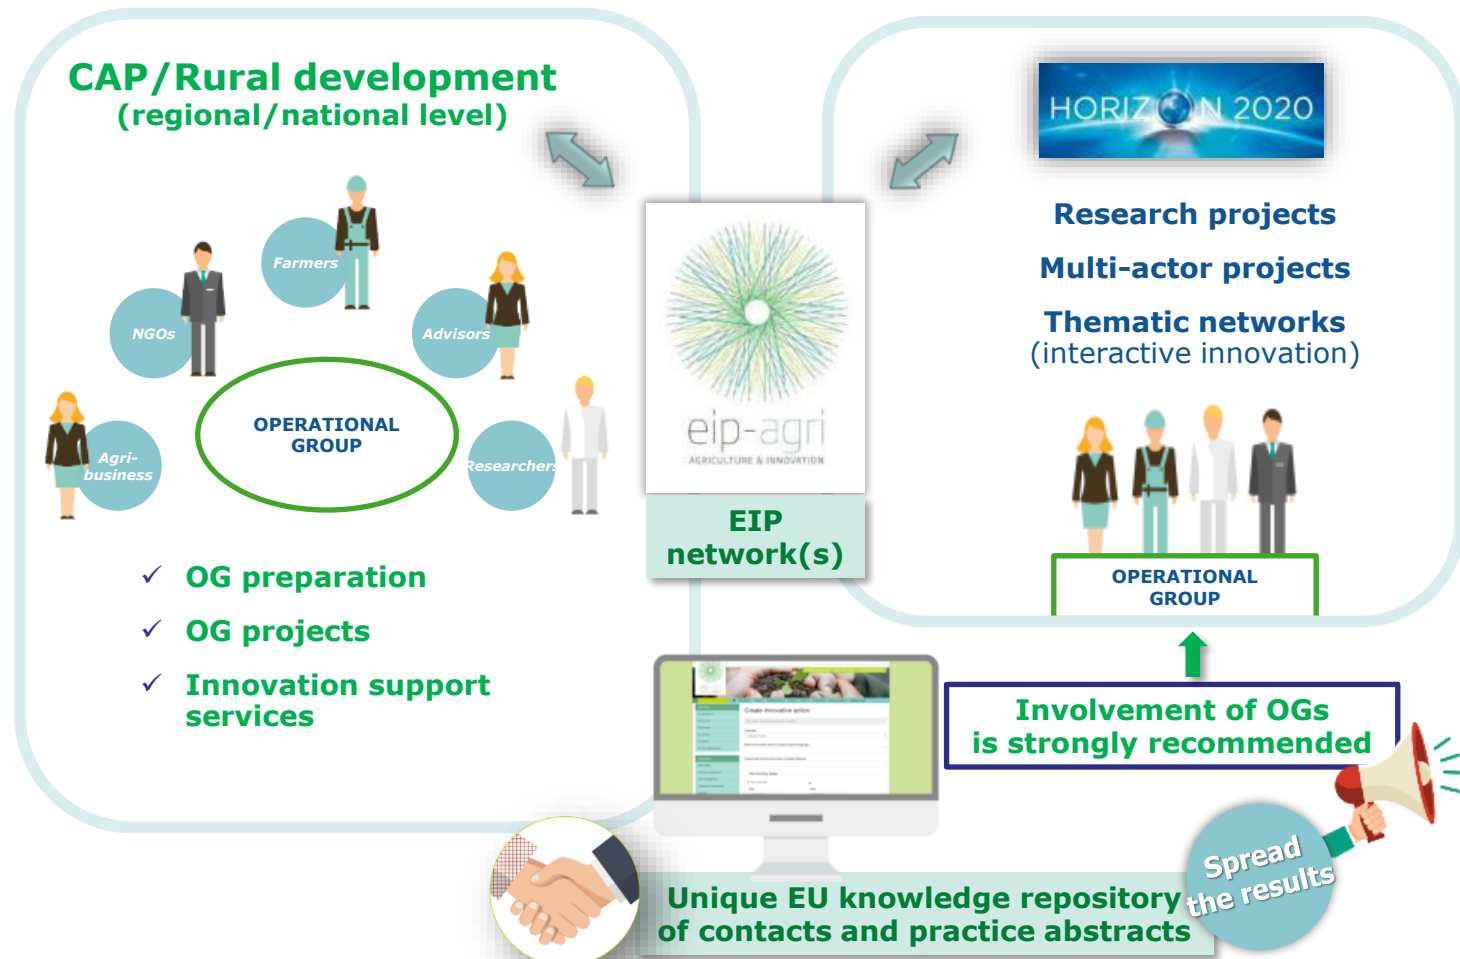 CAP/Rural development
(regional/national level)
Farmers
NGOs
Advisors
Agri-
business
Researchers
OPERATIONAL
GROUP
✓ OG preparation
✓ OG projects
✓ Innovation support
services
eip-agri
AGRICULTURE & INNOVATION
EIP
network(s)
HORIZON 2020
Research projects
Multi-actor projects
Thematic networks
(interactive innovation)
OPERATIONAL
GROUP
Involvement of OGs
is strongly recommended
Create Innovative action
Spread
the results
Unique EU knowledge repository
of contacts and practice abstracts